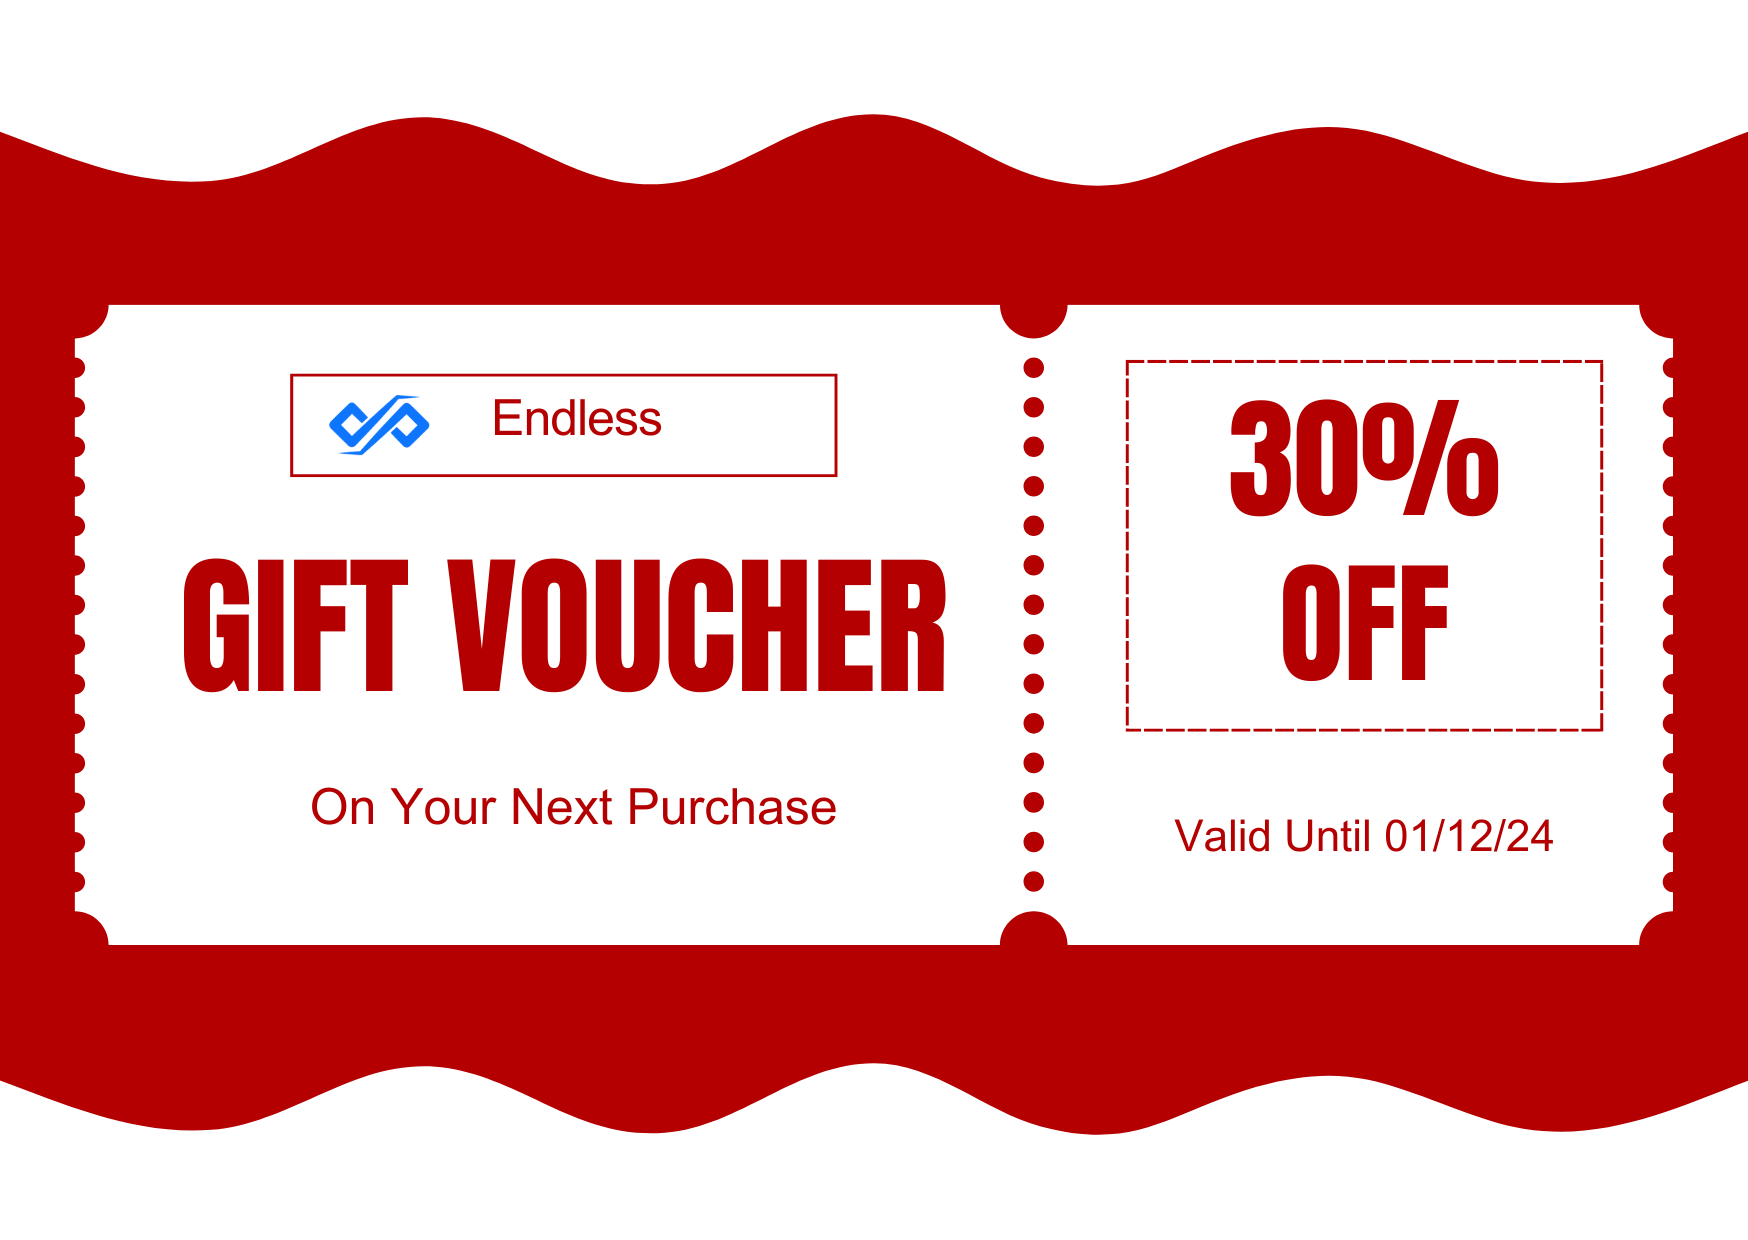 Endless
GIFT VOUCHER
On Your Next Purchase
30%
OFF
Valid Until 01/12/24